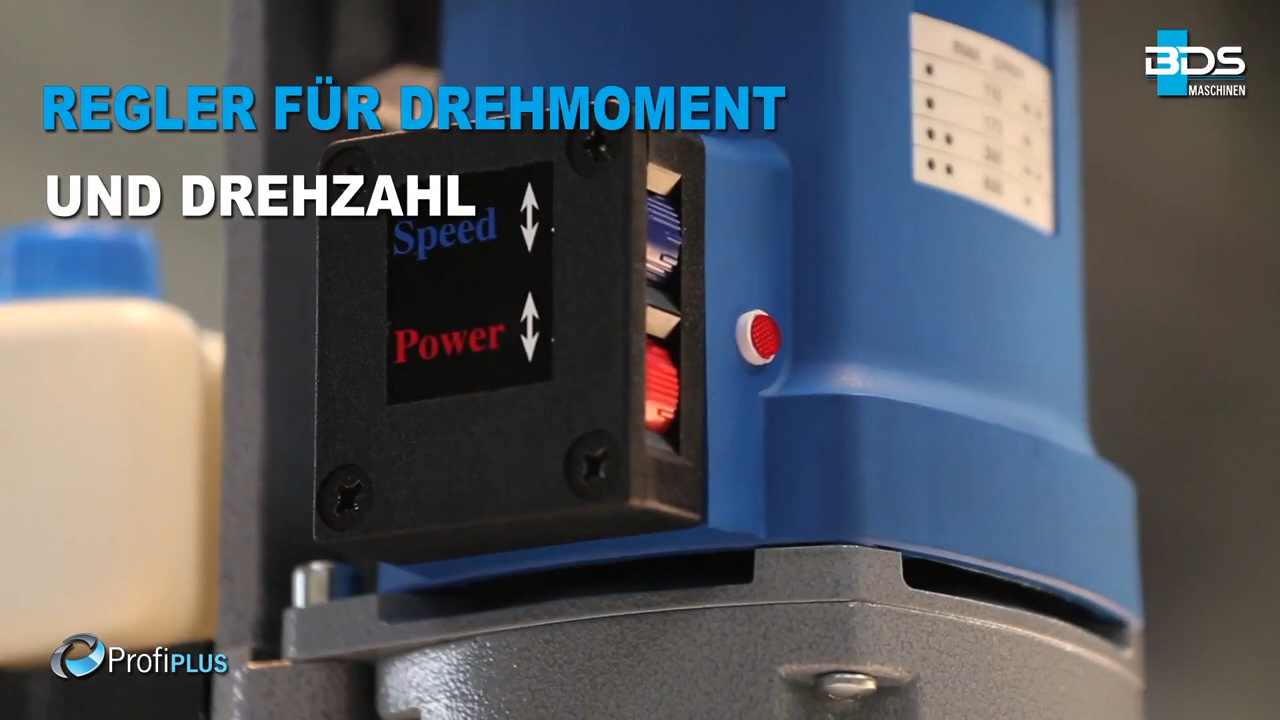 REGLER FÜR DREHMOMENT
UND DREHZAHL
Speed
Power
BDS
MASCHINEN
ProfiPLUS